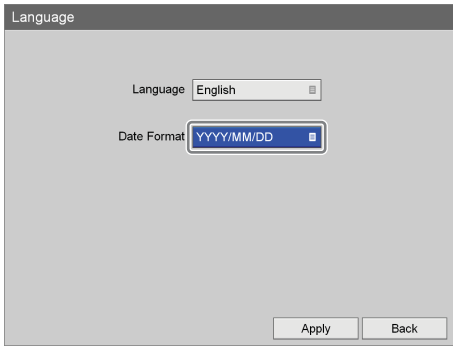 Language
Language English
Date Format YYYY/MM/DD
Apply Back